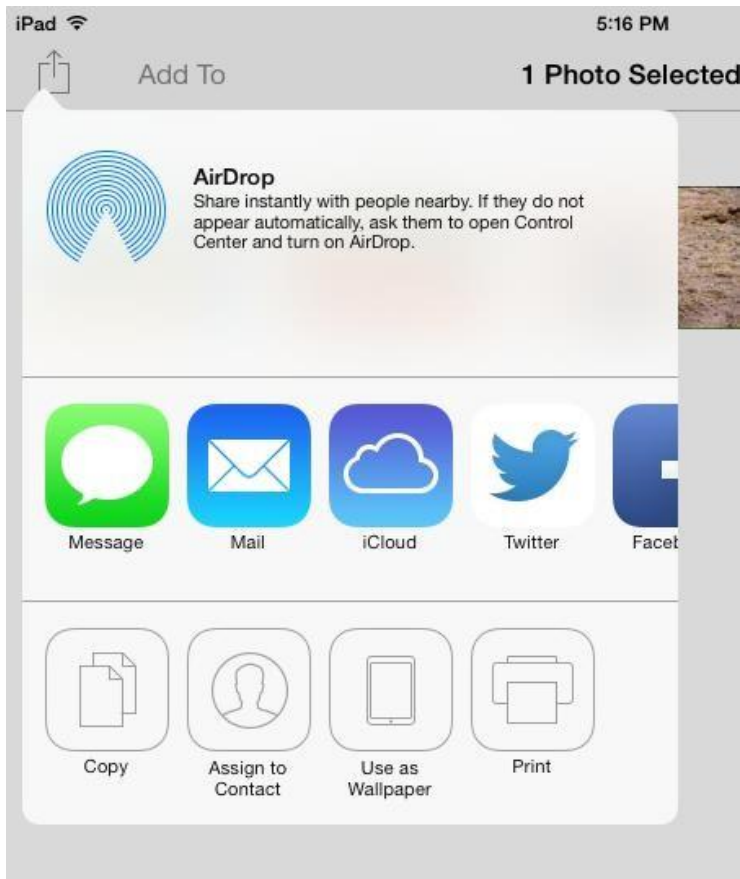 iPad 5:16 PM
Add To 1 Photo Selected
AirDrop
Share instantly with people nearby. If they do not
appear automatically, ask them to open Control
Center and turn on AirDrop.
Message Mail iCloud Twitter Faceb
Copy Assign to Use as Print
Contact Wallpaper